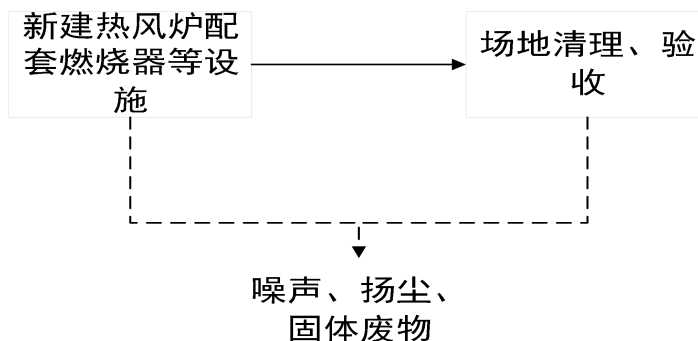 新建热风炉配
套燃烧器等设
施
场地清理、验
收
噪声、扬尘、
固体废物